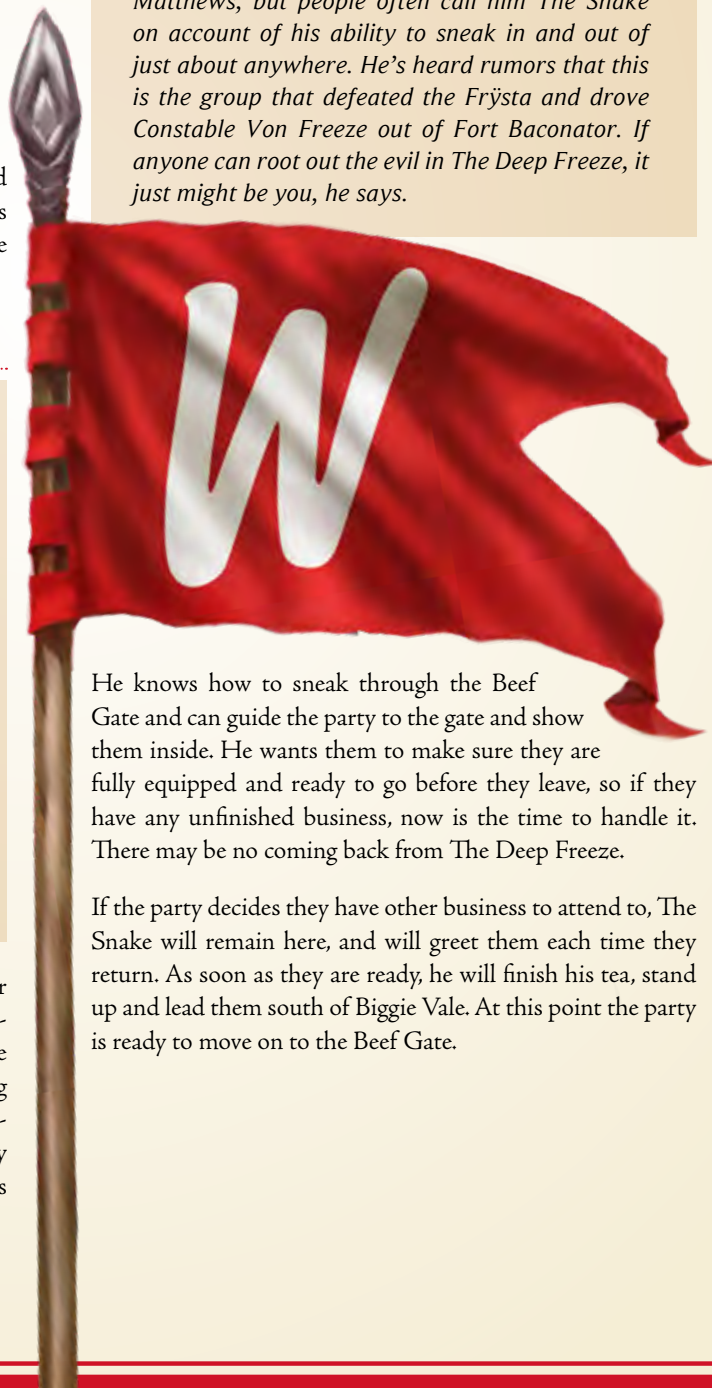 Matthews, but people often call him The Snake
on account of his ability to sneak in and out of
just about anywhere. He's heard rumors that this
is the group that defeated the Frÿsta and drove
Constable Von Freeze out of Fort Baconator. If
anyone can root out the evil in The Deep Freeze, it
just might be you, he says.
W
He knows how to sneak through the Beef
Gate and can guide the party to the gate and show
them inside. He wants them to make sure they are
fully equipped and ready to go before they leave, so if they
have any unfinished business, now is the time to handle it.
There may be no coming back from The Deep Freeze.
If the party decides they have other business to attend to, The
Snake will remain here, and will greet them each time they
return. As soon as they are ready, he will finish his tea, stand
up and lead them south of Biggie Vale. At this point the party
is ready to move on to the Beef Gate.